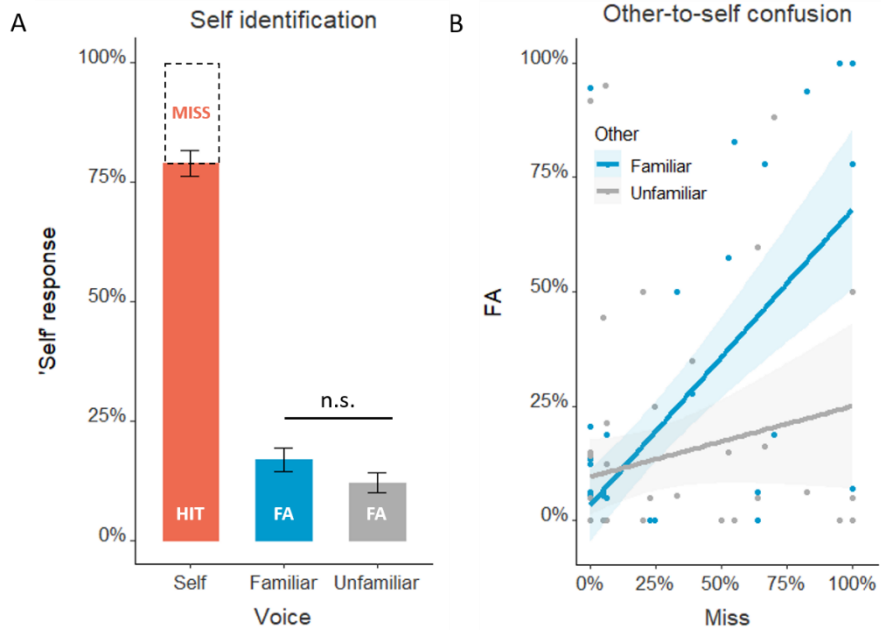 A
Self identification
100%
75%
50%
25%
0%
'Self' response
MISS
HIT
FA
FA
n.s.
Self Familiar Unfamiliar
Voice
B
Other-to-self confusion
100%
75%
50%
25%
0%
FA
Other
Familiar
Unfamiliar
0% 25% 50% 75% 100%
Miss